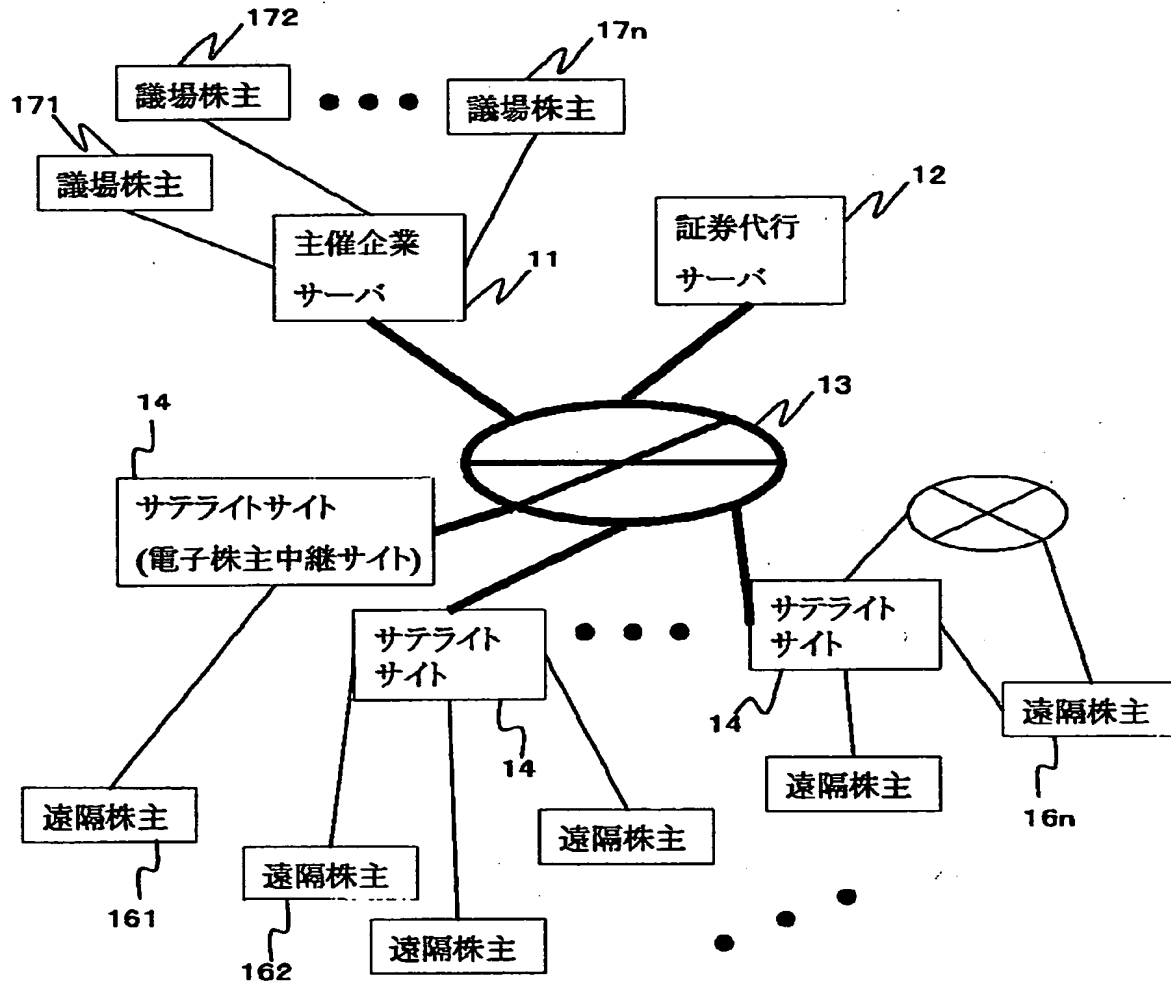 172
17n
議場株主
議場株主
171
議場株主
12
主催企業
サーバ
11
証券代行
サーバ
13
14
サテライトサイト
(電子株主中継サイト)
サテライト
サイト
14
サテライト
サイト
14
遠隔株主
16n
遠隔株主
遠隔株主
161
遠隔株主
遠隔株主
162
遠隔株主